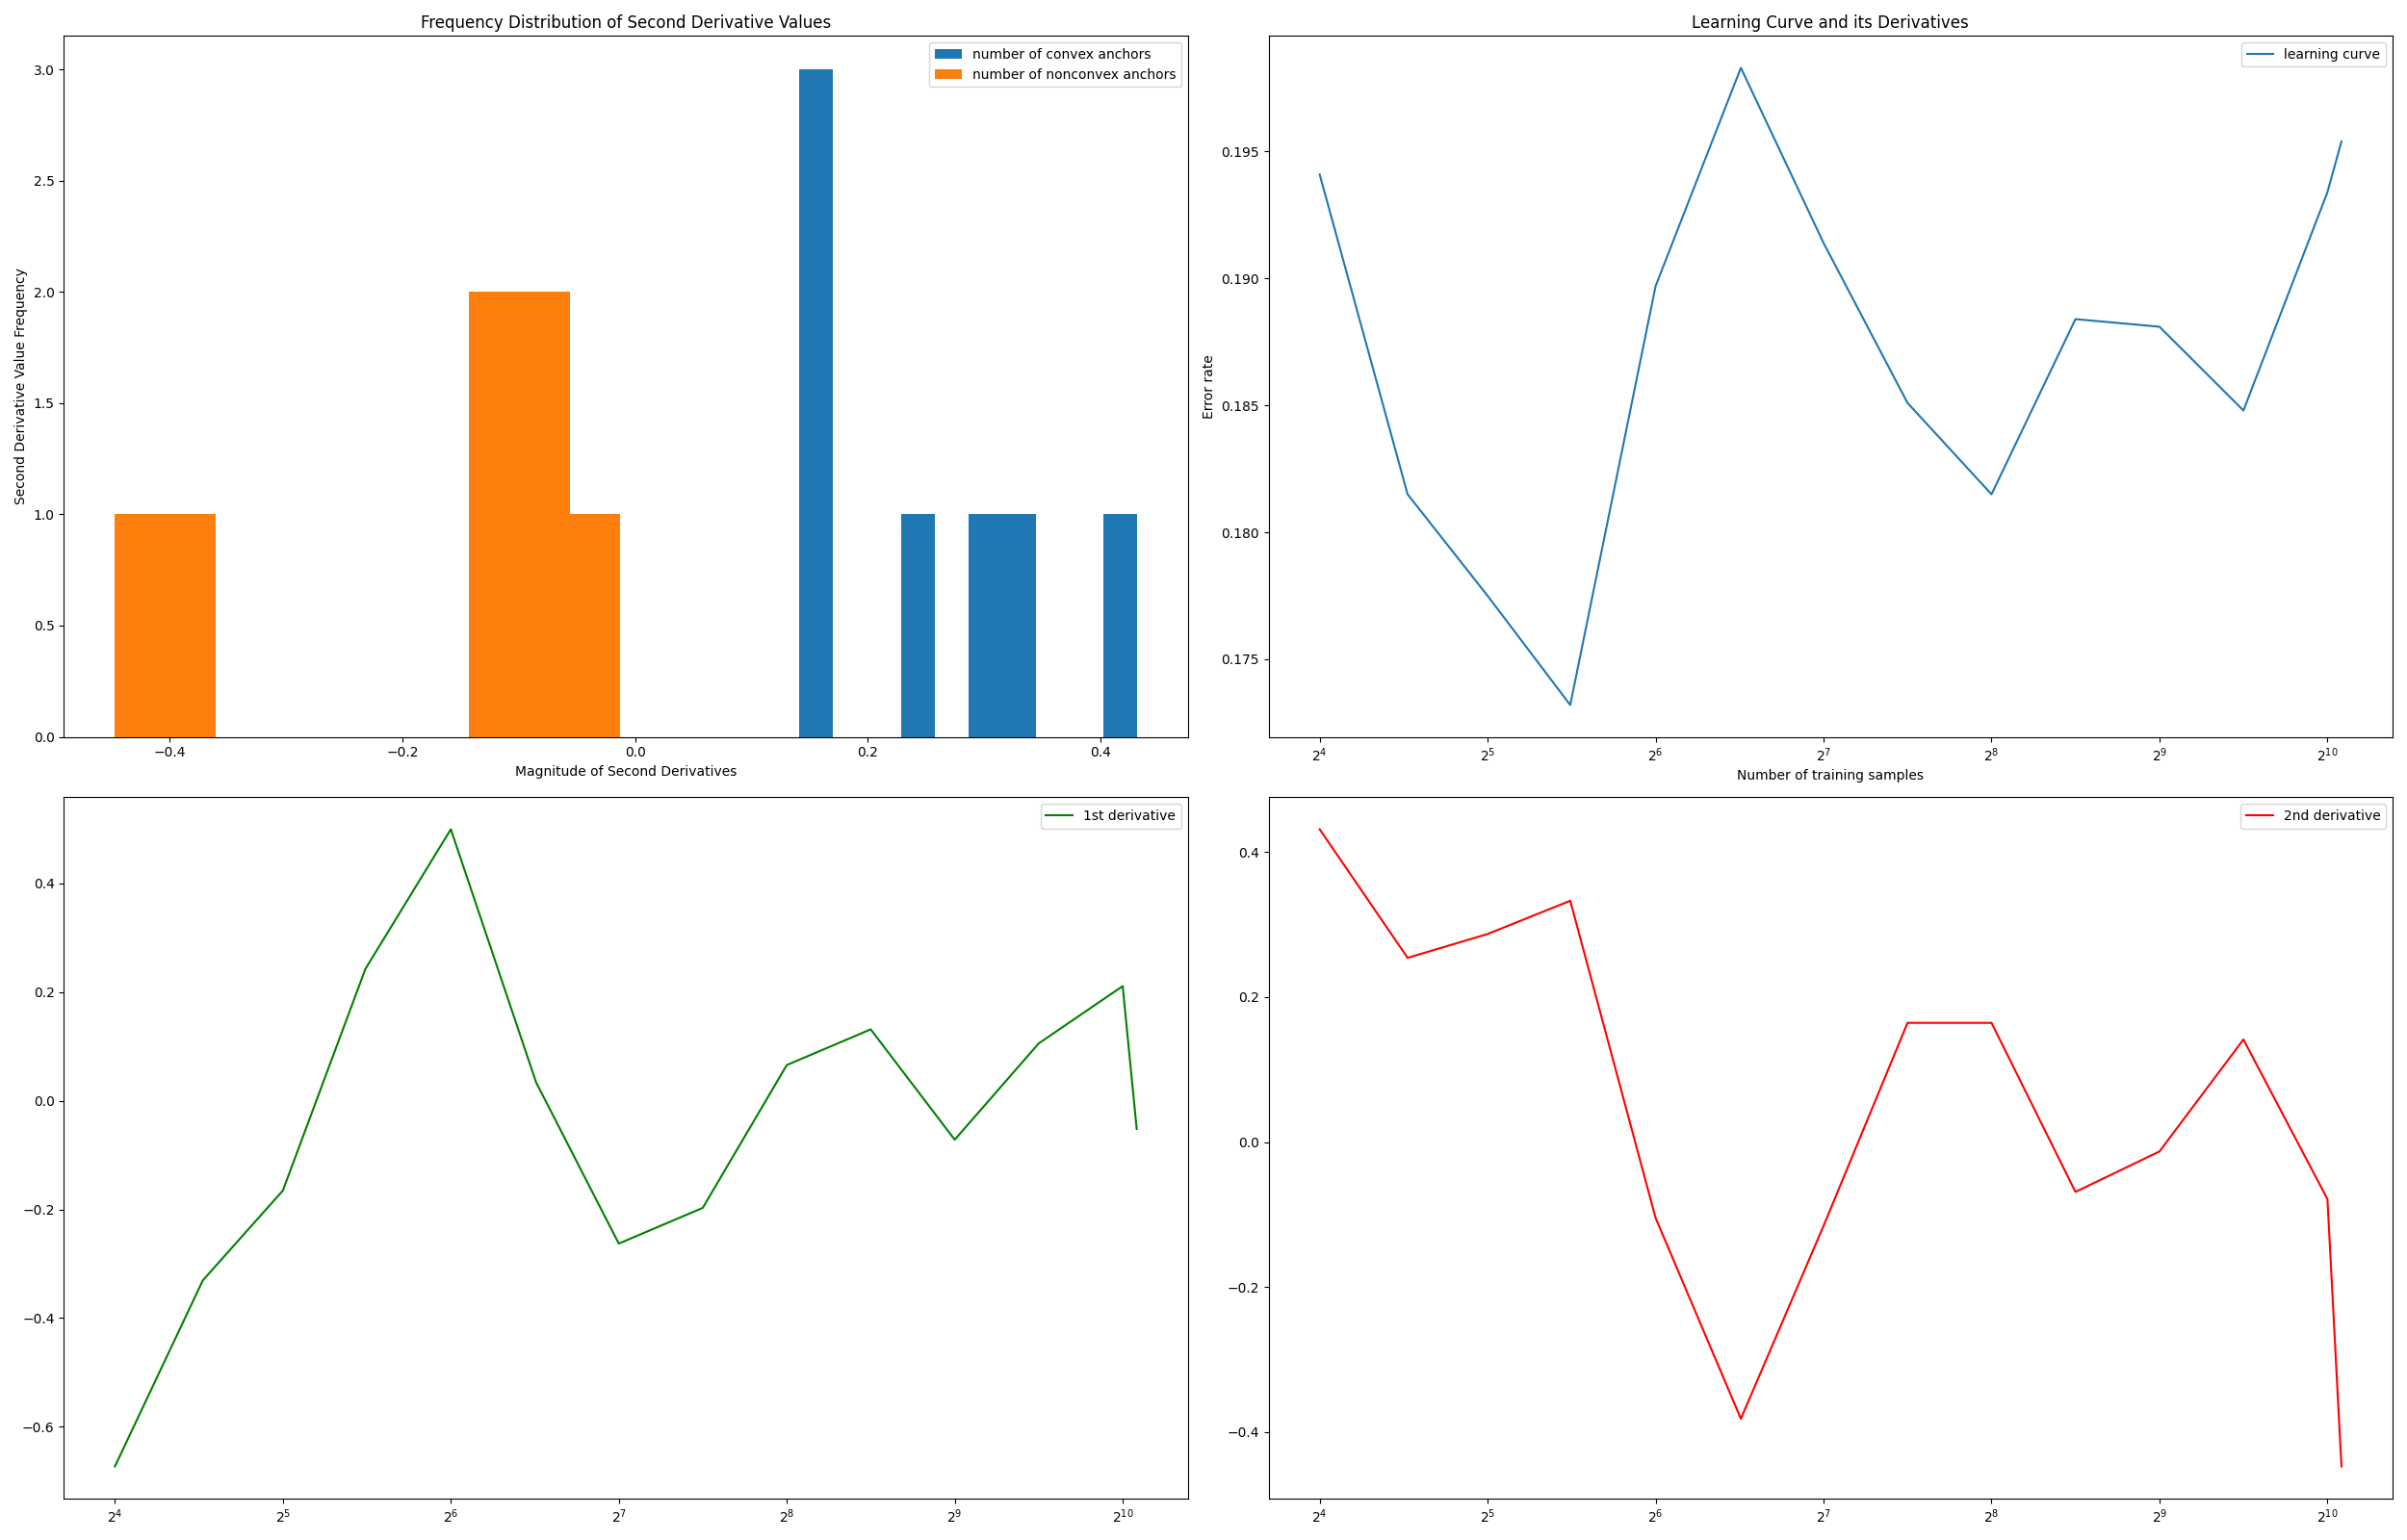 Frequency Distribution of Second Derivative Values
number of convex anchors
number of nonconvex anchors
Second Derivative Value Frequency
3.0
2.5
2.0
1.5
1.0
0.5
0.0
−0.4 −0.2 0.0 0.2 0.4
Magnitude of Second Derivatives
Learning Curve and its Derivatives
learning curve
Error rate
0.195
0.190
0.185
0.180
0.175
2⁴ 2⁵ 2⁶ 2⁷ 2⁸ 2⁹ 2¹⁰
Number of training samples
1st derivative
0.4
0.2
0.0
−0.2
−0.4
−0.6
2⁴ 2⁵ 2⁶ 2⁷ 2⁸ 2⁹ 2¹⁰
2nd derivative
0.4
0.2
0.0
−0.2
−0.4
2⁴ 2⁵ 2⁶ 2⁷ 2⁸ 2⁹ 2¹⁰